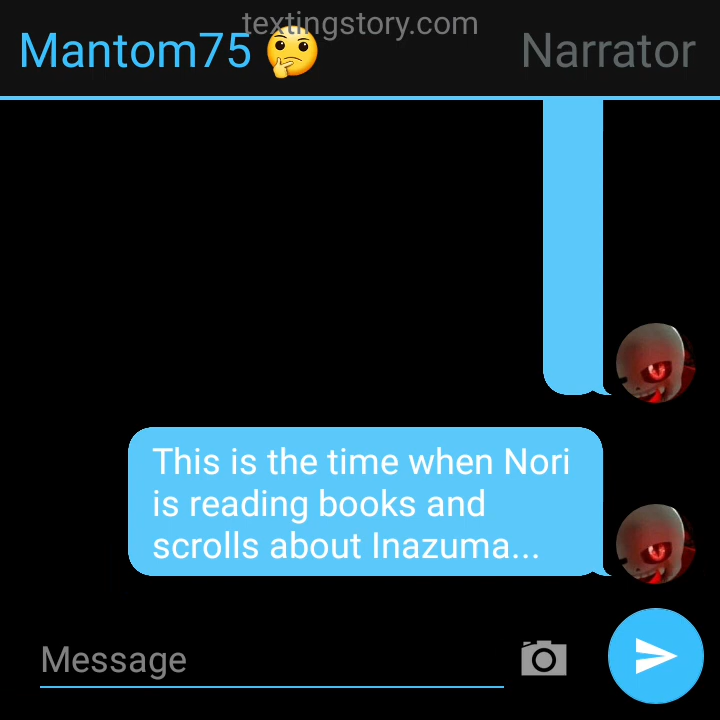 textingstory.com
Mantom75 🤔
Narrator
This is the time when Nori
is reading books and
scrolls about Inazuma...
Message